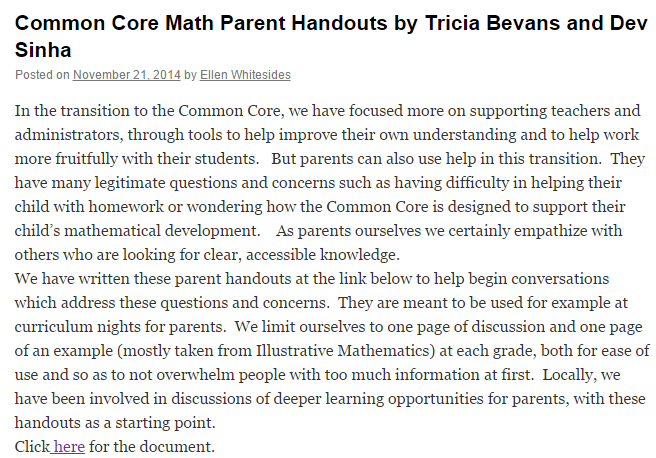 Common Core Math Parent Handouts by Tricia Bevans and Dev
Sinha
Posted on November 21, 2014 by Ellen Whitesides
In the transition to the Common Core, we have focused more on supporting teachers and
administrators, through tools to help improve their own understanding and to help work
more fruitfully with their students.   But parents can also use help in this transition.  They
have many legitimate questions and concerns such as having difficulty in helping their
child with homework or wondering how the Common Core is designed to support their
child’s mathematical development.    As parents ourselves we certainly empathize with
others who are looking for clear, accessible knowledge.
We have written these parent handouts at the link below to help begin conversations
which address these questions and concerns.  They are meant to be used for example at
curriculum nights for parents.  We limit ourselves to one page of discussion and one page
of an example (mostly taken from Illustrative Mathematics) at each grade, both for ease of
use and so as to not overwhelm people with too much information at first.  Locally, we
have been involved in discussions of deeper learning opportunities for parents, with these
handouts as a starting point.
Click here for the document.